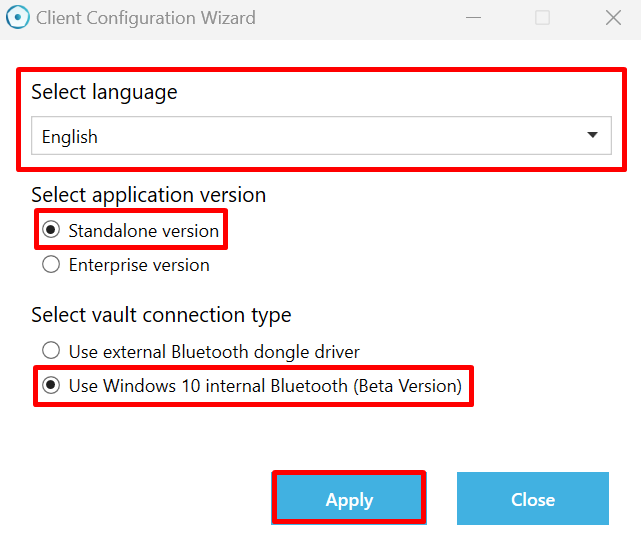 Client Configuration Wizard
Select language
English
Select application version
Standalone version
Enterprise version
Select vault connection type
Use external Bluetooth dongle driver
Use Windows 10 internal Bluetooth (Beta Version)
Apply
Close